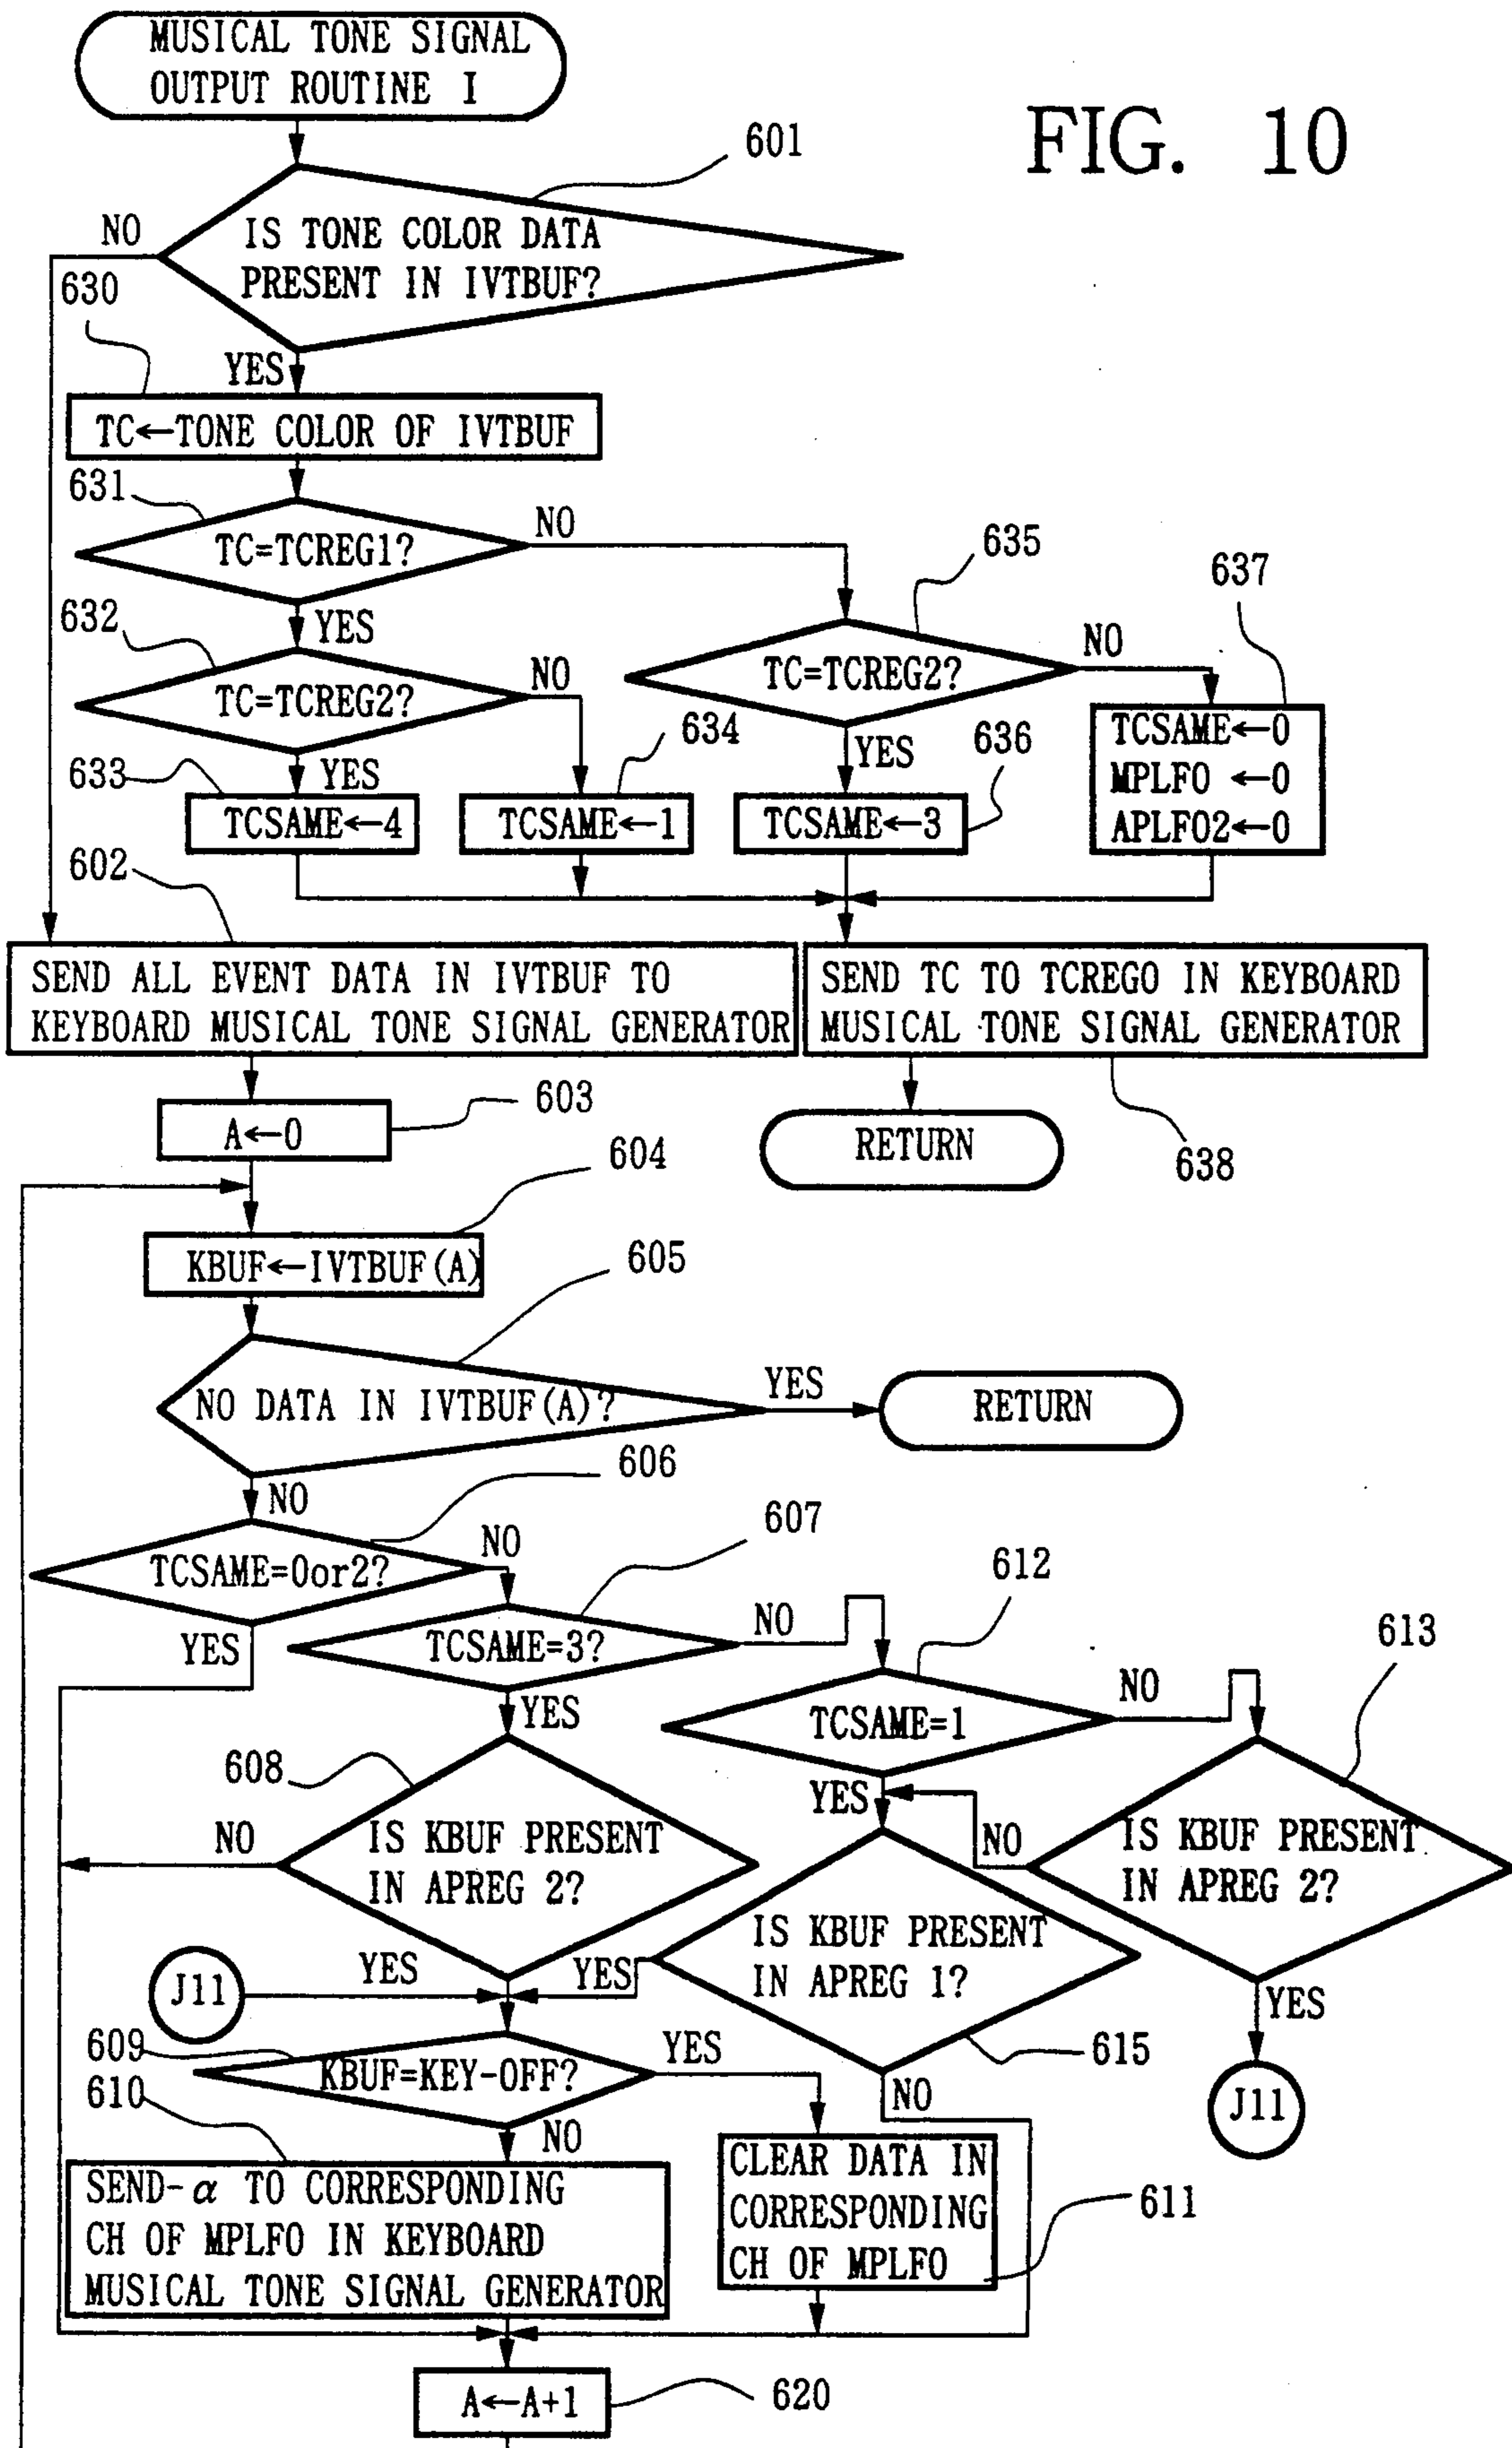 MUSICAL TONE SIGNAL
OUTPUT ROUTINE I
FIG. 10
601
NO
IS TONE COLOR DATA
PRESENT IN IVTBUF?
630
YES
TC←TONE COLOR OF IVTBUF
631
TC=TCREG1?
NO
635
637
632
YES
TC=TCREG2?
NO
TC=TCREG2?
NO
634
636
TCSAME←0
MPLFO ←0
APLFO2←0
633
YES
YES
TCSAME←4
TCSAME←1
TCSAME←3
602
SEND ALL EVENT DATA IN IVTBUF TO
KEYBOARD MUSICAL TONE SIGNAL GENERATOR
SEND TC TO TCREGO IN KEYBOARD
MUSICAL TONE SIGNAL GENERATOR
603
A←0
RETURN
638
604
KBUF←IVTBUF(A)
605
NO DATA IN IVTBUF(A)?
YES
RETURN
606
NO
TCSAME=0or2?
NO
607
612
YES
TCSAME=3?
NO
613
YES
TCSAME=1
NO
608
YES
NO
IS KBUF PRESENT
IN APREG 2?
NO
IS KBUF PRESENT
IN APREG 2?
IS KBUF PRESENT
IN APREG 1?
J11
YES
YES
YES
609
KBUF=KEY-OFF?
YES
615
J11
610
NO
NO
SEND-α TO CORRESPONDING
CH OF MPLFO IN KEYBOARD
MUSICAL TONE SIGNAL GENERATOR
CLEAR DATA IN
CORRESPONDING
CH OF MPLFO
611
A←A+1
620